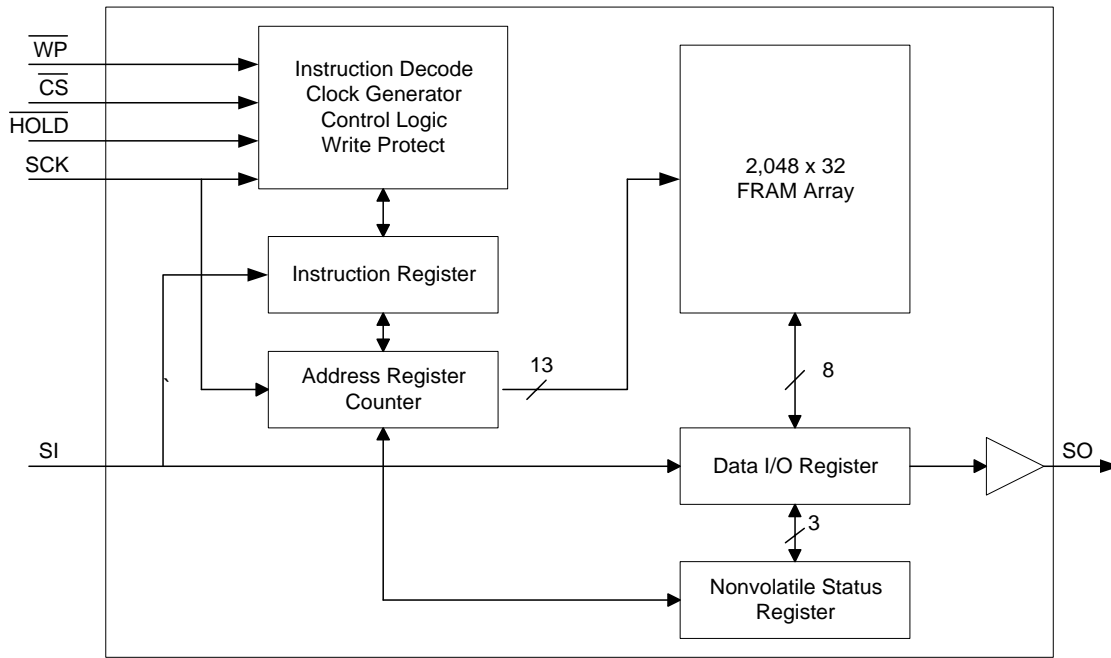 WP
CS
HOLD
SCK
Instruction Decode
Clock Generator
Control Logic
Write Protect
2,048 x 32
FRAM Array
Instruction Register
Address Register
Counter
13
8
`
SI
Data I/O Register
SO
3
Nonvolatile Status
Register